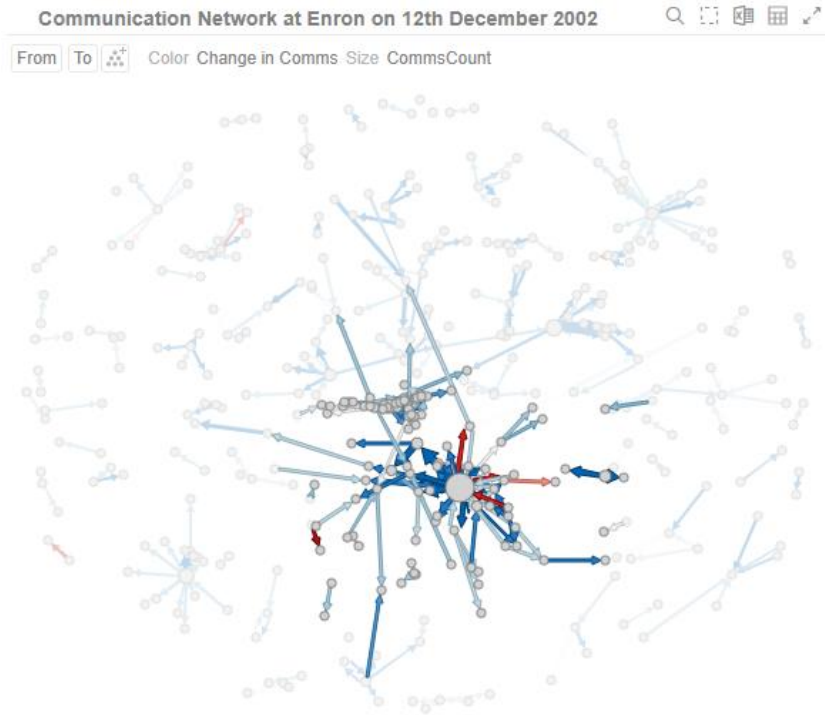 Communication Network at Enron on 12th December 2002
From To Color Change in Comms Size CommsCount